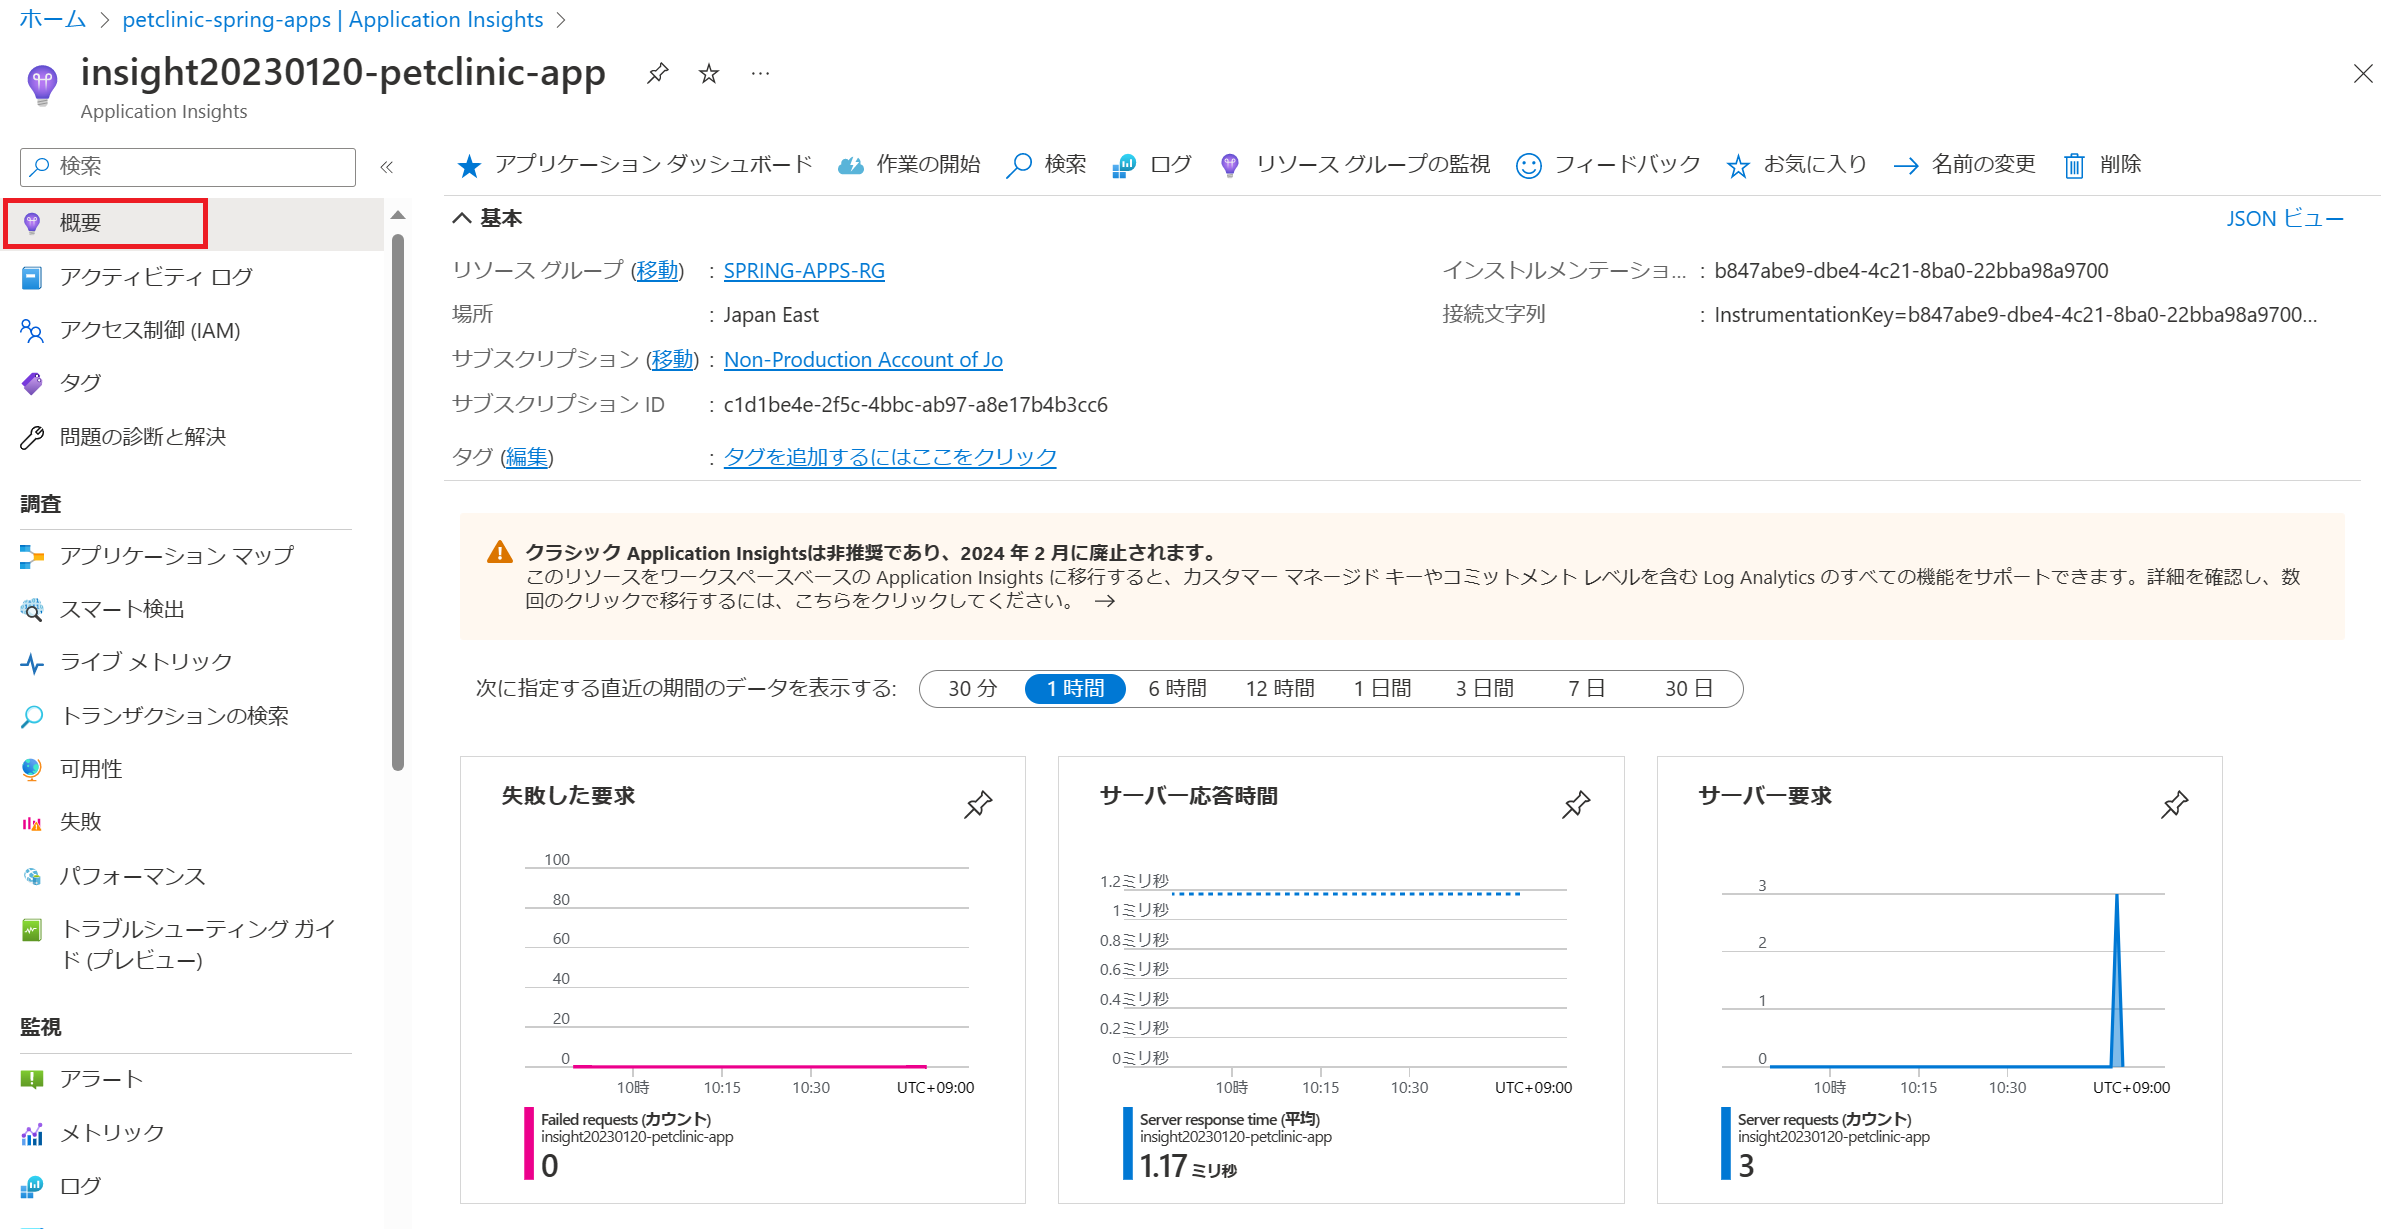 ホーム > petclinic-spring-apps | Application Insights >
insight20230120-petclinic-app
Application Insights
検索
概要
アクティビティ ログ
アクセス制御 (IAM)
タグ
問題の診断と解決
調査
アプリケーション マップ
スマート検出
ライブ メトリック
トランザクションの検索
可用性
失敗
パフォーマンス
トラブルシューティング ガイ
ド (プレビュー)
監視
アラート
メトリック
ログ
アプリケーション ダッシュボード 作業の開始 検索 ログ リソース グループの監視 フィードバック お気に入り 名前の変更 削除
基本
JSON ビュー
リソース グループ (移動) : SPRING-APPS-RG
場所 : Japan East
サブスクリプション (移動) : Non-Production Account of Jo
サブスクリプション ID : c1d1be4e-2f5c-4bbc-ab97-a8e17b4b3cc6
タグ (編集) : タグを追加するにはここをクリック
インストルメンテーショ... : b847abe9-dbe4-4c21-8ba0-22bba98a9700
接続文字列 : InstrumentationKey=b847abe9-dbe4-4c21-8ba0-22bba98a9700...
クラシック Application Insightsは非推奨であり、2024 年 2 月に廃止されます。
このリソースをワークスペースベースの Application Insights に移行すると、カスタマー マネージド キーやコミットメント レベルを含む Log Analytics のすべての機能をサポートできます。詳細を確認し、数
回のクリックで移行するには、こちらをクリックしてください。 →
次に指定する直近の期間のデータを表示する: 30 分 1 時間 6 時間 12 時間 1 日間 3 日間 7 日 30 日
失敗した要求
100
80
60
40
20
0
10時 10:15 10:30 UTC+09:00
Failed requests (カウント)
insight20230120-petclinic-app
0
サーバー応答時間
1.2ミリ秒
1ミリ秒
0.8ミリ秒
0.6ミリ秒
0.4ミリ秒
0.2ミリ秒
0ミリ秒
10時 10:15 10:30 UTC+09:00
Server response time (平均)
insight20230120-petclinic-app
1.17 ミリ秒
サーバー要求
3
2
1
0
10時 10:15 10:30 UTC+09:00
Server requests (カウント)
insight20230120-petclinic-app
3